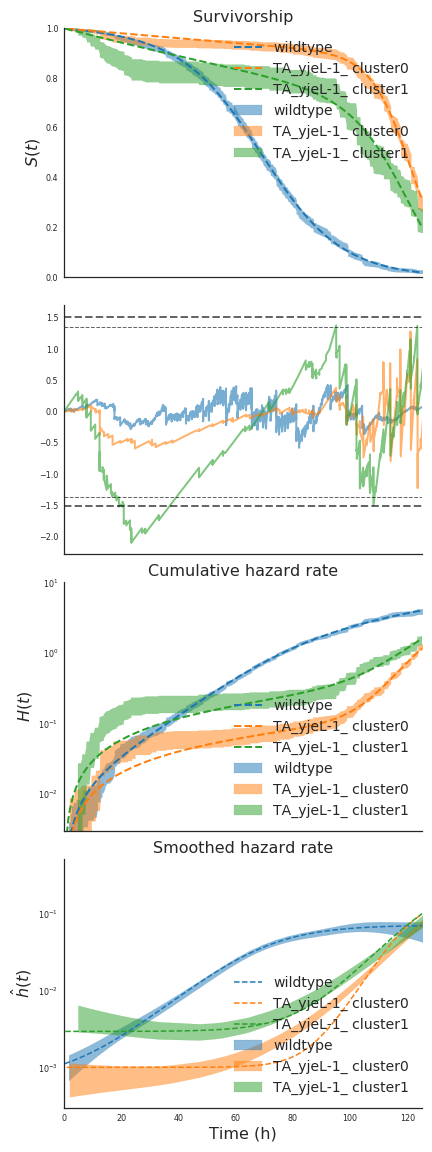 Survivorship
1.0
0.8
0.6
0.4
0.2
0.0
S(t)
wildtype
TA_yjeL-1_ cluster0
TA_yjeL-1_ cluster1
wildtype
TA_yjeL-1_ cluster0
TA_yjeL-1_ cluster1
1.5
1.0
0.5
0.0
−0.5
−1.0
−1.5
−2.0
Cumulative hazard rate
10¹
10⁰
10⁻¹
10⁻²
H(t)
wildtype
TA_yjeL-1_ cluster0
TA_yjeL-1_ cluster1
wildtype
TA_yjeL-1_ cluster0
TA_yjeL-1_ cluster1
Smoothed hazard rate
10⁻¹
10⁻²
10⁻³
ĥ(t)
wildtype
TA_yjeL-1_ cluster0
TA_yjeL-1_ cluster1
wildtype
TA_yjeL-1_ cluster0
TA_yjeL-1_ cluster1
0 20 40 60 80 100 120
Time (h)